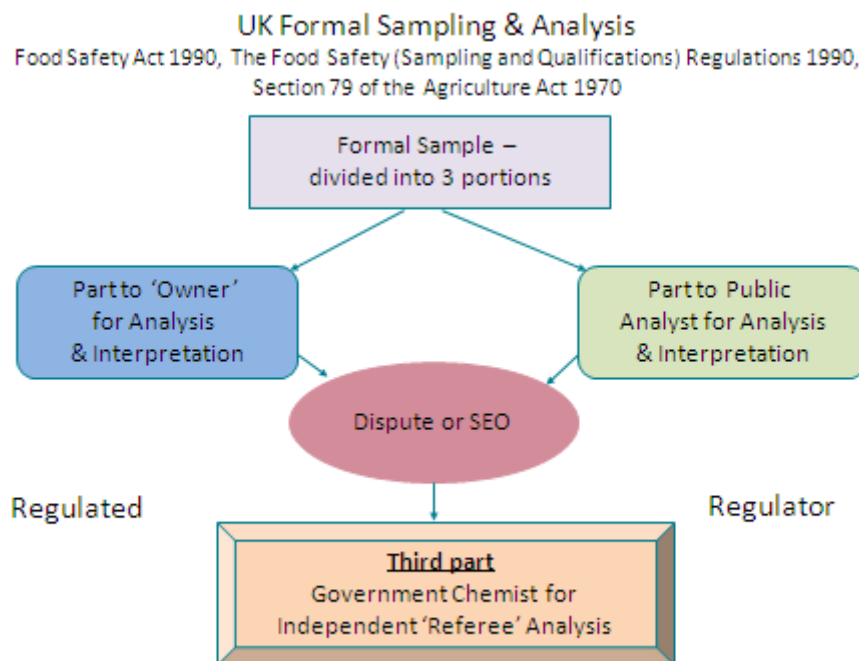 UK Formal Sampling & Analysis
Food Safety Act 1990, The Food Safety (Sampling and Qualifications) Regulations 1990,
Section 79 of the Agriculture Act 1970
Formal Sample –
divided into 3 portions
Part to ‘Owner’
for Analysis
& Interpretation
Part to Public
Analyst for Analysis
& Interpretation
Dispute or SEO
Regulated
Regulator
Third part
Government Chemist for
Independent ‘Referee’ Analysis